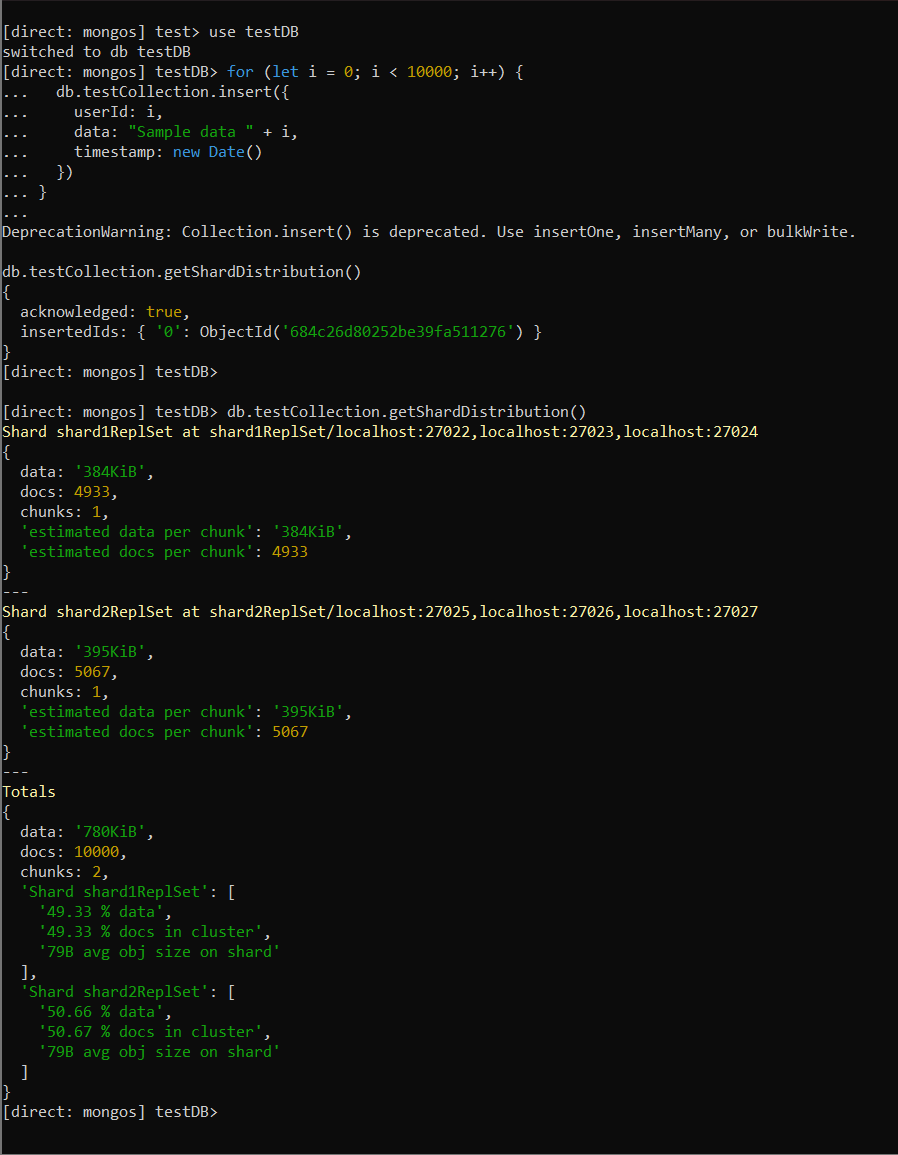 [direct: mongos] test> use testDB
switched to db testDB
[direct: mongos] testDB> for (let i = 0; i < 10000; i++) {
...   db.testCollection.insert({
...     userId: i,
...     data: "Sample data " + i,
...     timestamp: new Date()
...   })
... }
...
DeprecationWarning: Collection.insert() is deprecated. Use insertOne, insertMany, or bulkWrite.

db.testCollection.getShardDistribution()
{
  acknowledged: true,
  insertedIds: { '0': ObjectId('684c26d80252be39fa511276') }
}
[direct: mongos] testDB>

[direct: mongos] testDB> db.testCollection.getShardDistribution()
Shard shard1ReplSet at shard1ReplSet/localhost:27022,localhost:27023,localhost:27024
{
  data: '384KiB',
  docs: 4933,
  chunks: 1,
  'estimated data per chunk': '384KiB',
  'estimated docs per chunk': 4933
}
---
Shard shard2ReplSet at shard2ReplSet/localhost:27025,localhost:27026,localhost:27027
{
  data: '395KiB',
  docs: 5067,
  chunks: 1,
  'estimated data per chunk': '395KiB',
  'estimated docs per chunk': 5067
}
---
Totals
{
  data: '780KiB',
  docs: 10000,
  chunks: 2,
  'Shard shard1ReplSet': [
    '49.33 % data',
    '49.33 % docs in cluster',
    '79B avg obj size on shard'
  ],
  'Shard shard2ReplSet': [
    '50.66 % data',
    '50.67 % docs in cluster',
    '79B avg obj size on shard'
  ]
}
[direct: mongos] testDB>